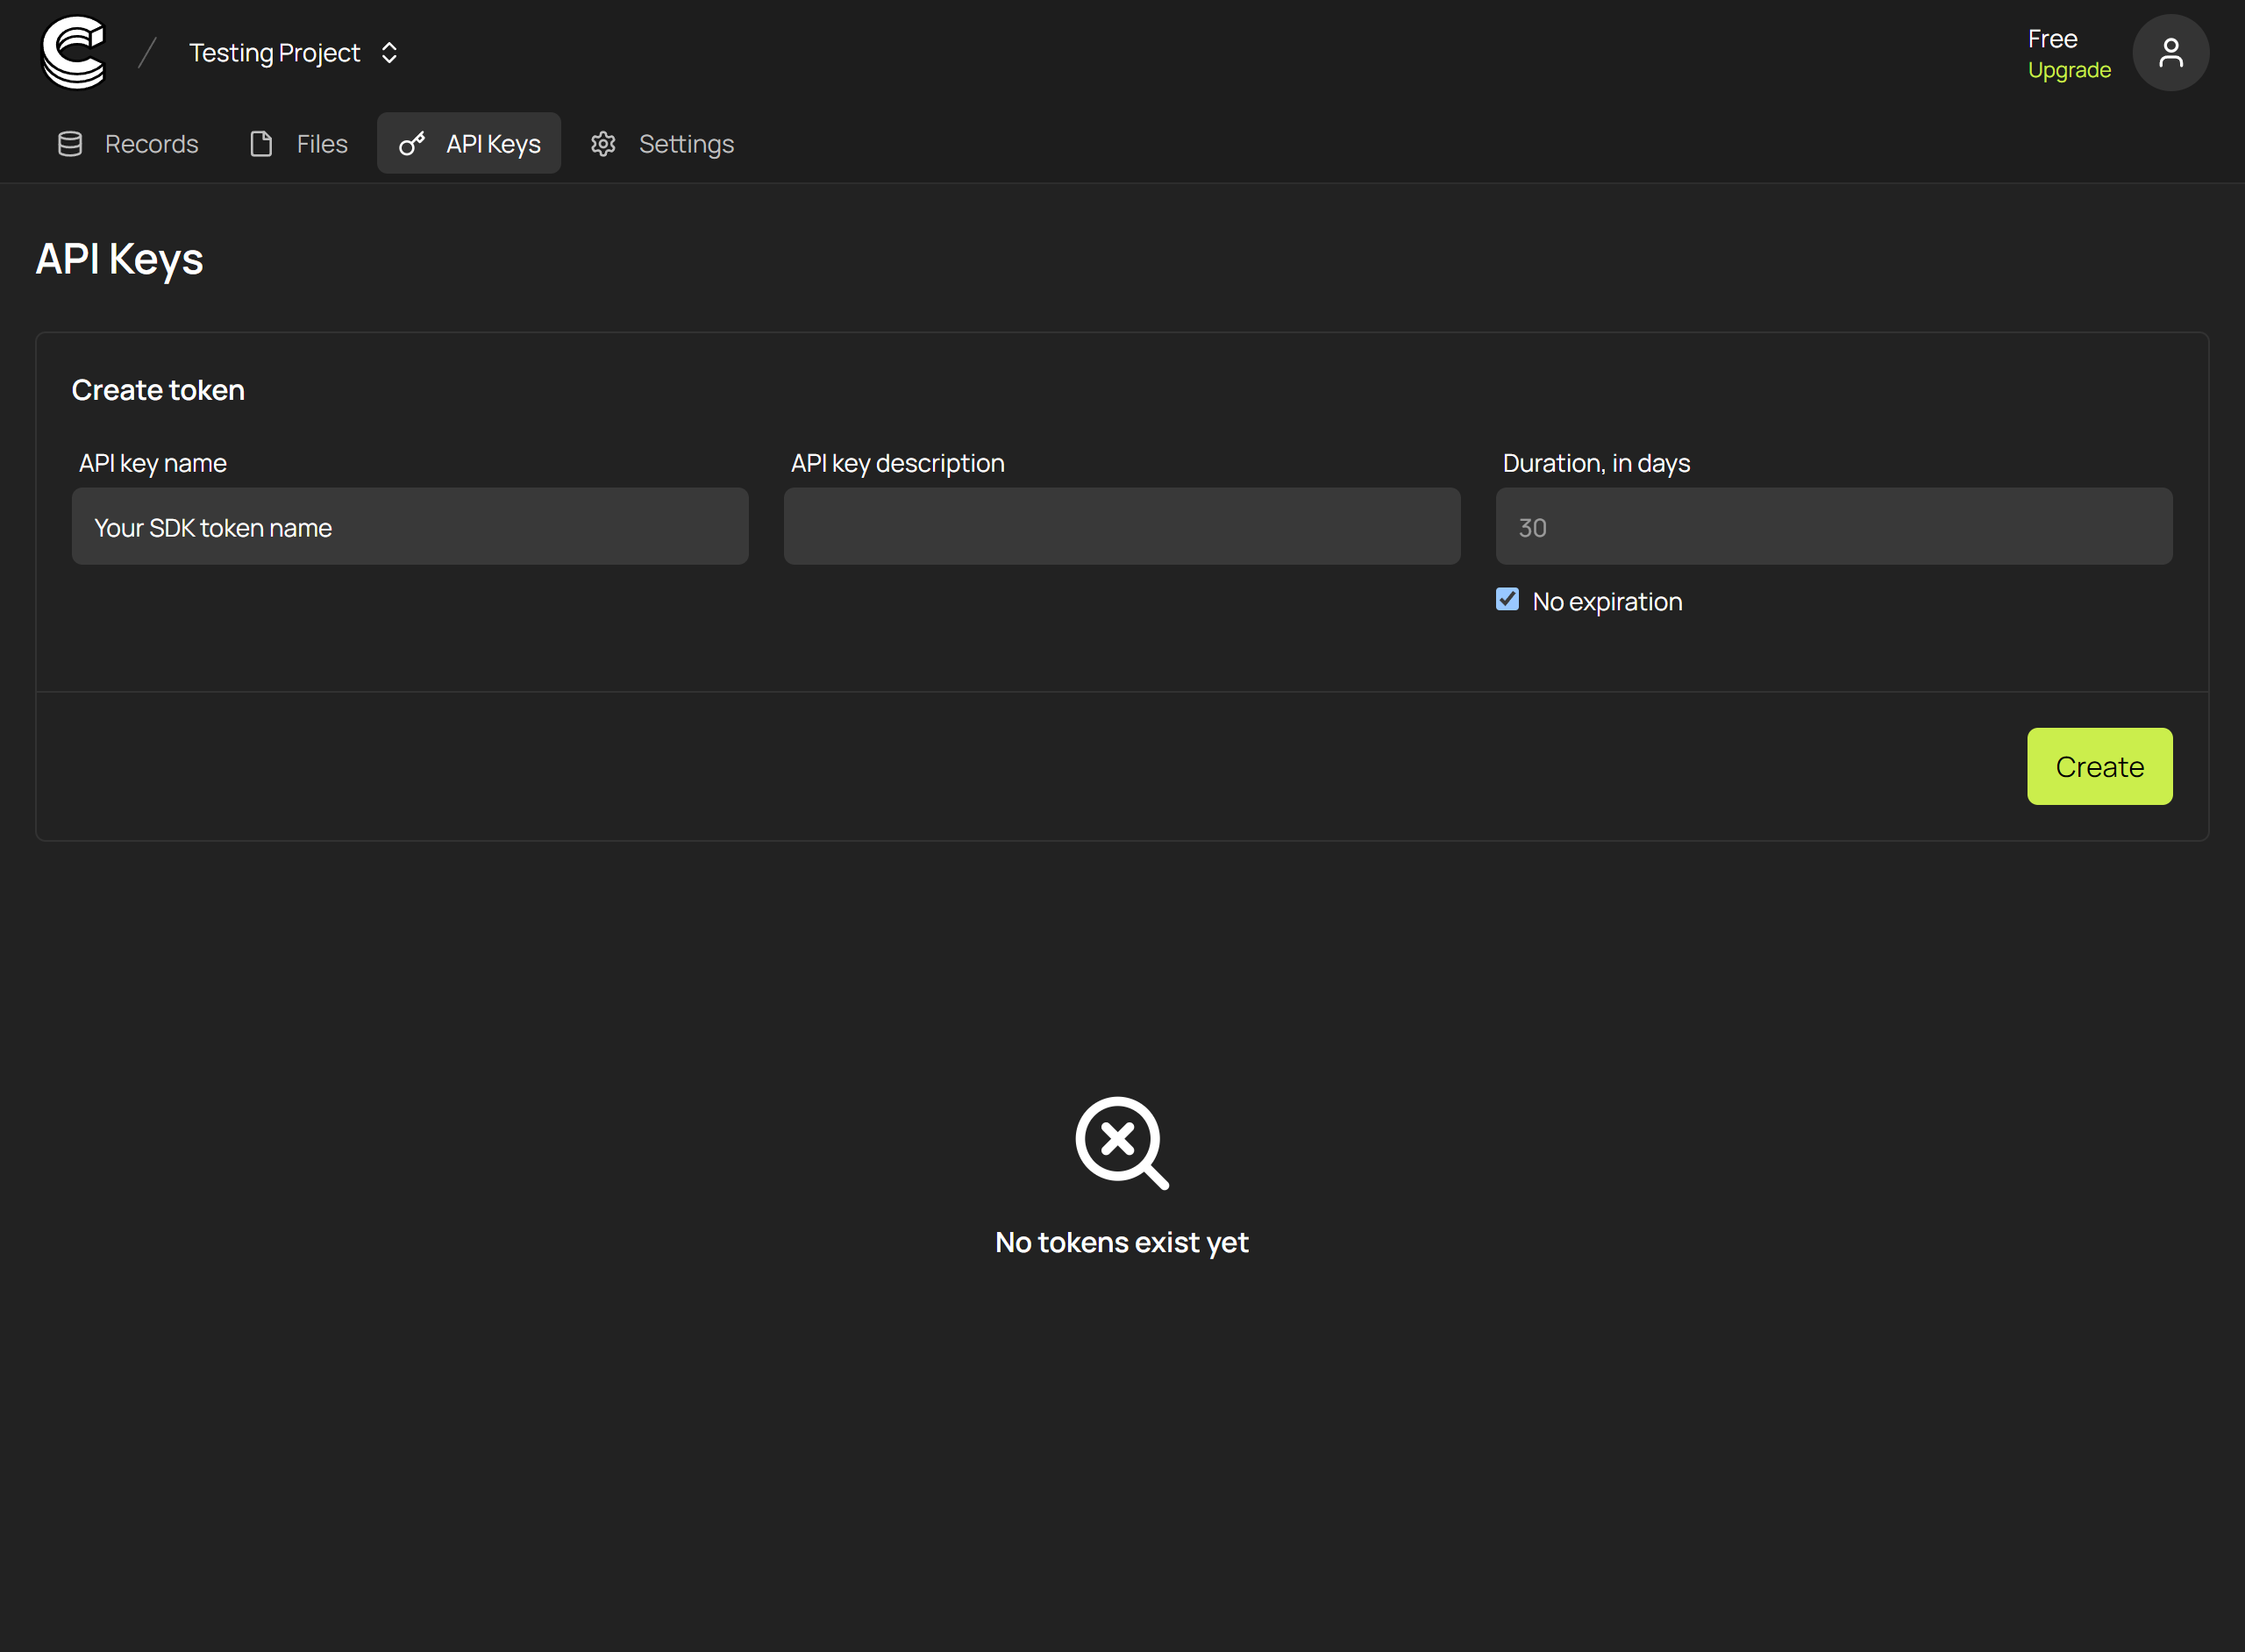 Testing Project
Free
Upgrade
Records
Files
API Keys
Settings
API Keys
Create token
API key name
API key description
Duration, in days
Your SDK token name
30
No expiration
Create
No tokens exist yet